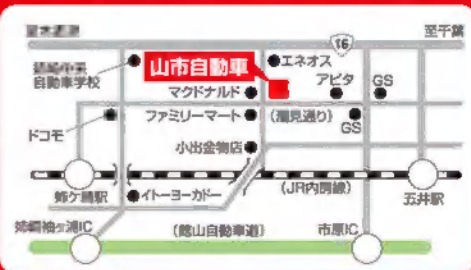 至木更津
16
至千葉
エネオス
自動車学校
山市自動車
マクドナルド
アピタ
GS
ドコモ
ファミリーマート
(潮見通り)
GS
小出金物店
姉ケ崎駅
イトーヨーカドー
(JR内房線)
五井駅
姉崎袖ヶ浦IC
(館山自動車道)
市原IC